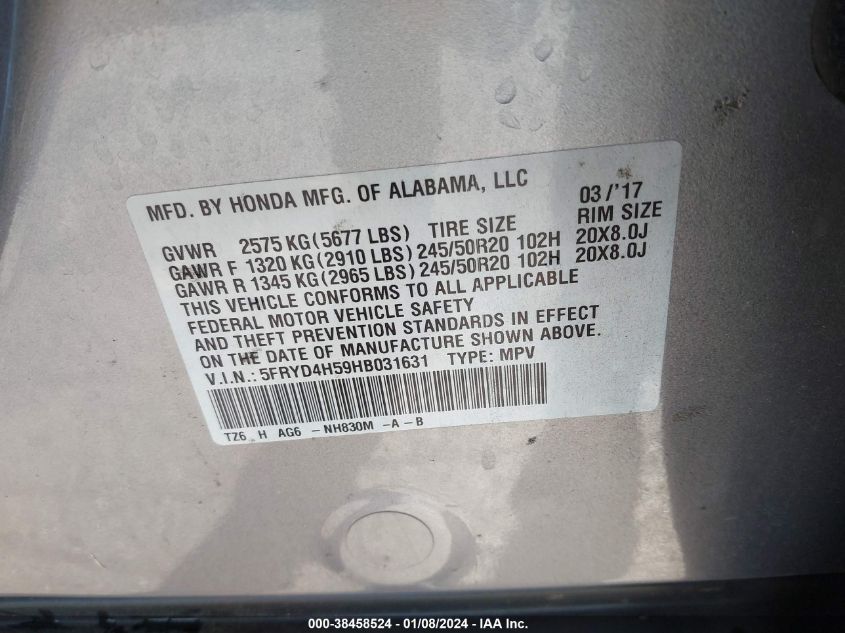 MFD. BY HONDA MFG. OF ALABAMA, LLC 03/'17
GVWR 2575 KG(5677 LBS) TIRE SIZE RIM SIZE
GAWR F 1320 KG(2910 LBS) 245/50R20 102H 20X8.0J
GAWR R 1345 KG(2965 LBS) 245/50R20 102H 20X8.0J
THIS VEHICLE CONFORMS TO ALL APPLICABLE
FEDERAL MOTOR VEHICLE SAFETY
AND THEFT PREVENTION STANDARDS IN EFFECT
ON THE DATE OF MANUFACTURE SHOWN ABOVE.
V.I.N.: 5FRYD4H59HB031631 TYPE: MPV
TZ6 H AG6 -NH830M -A-B
000-38458524 - 01/08/2024 - IAA Inc.